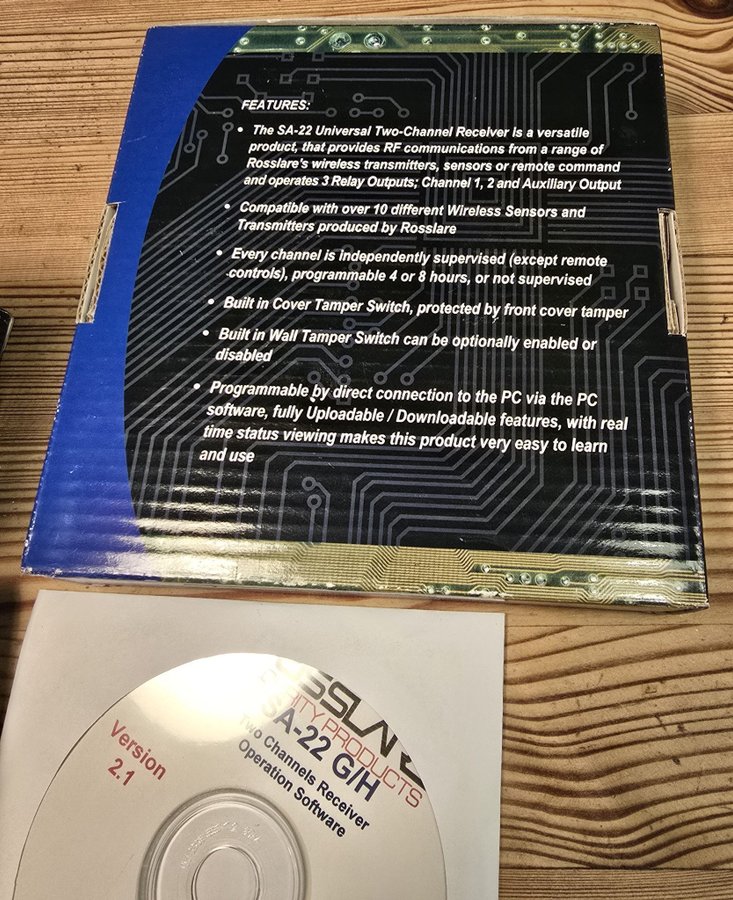 FEATURES:
• The SA-22 Universal Two-Channel Receiver is a versatile
product, that provides RF communications from a range of
Rosslare's wireless transmitters, sensors or remote command
and operates 3 Relay Outputs; Channel 1, 2 and Auxiliary Output
• Compatible with over 10 different Wireless Sensors and
Transmitters produced by Rosslare
• Every channel is independently supervised (except remote
controls), programmable 4 or 8 hours, or not supervised
• Built in Cover Tamper Switch, protected by front cover tamper
• Built in Wall Tamper Switch can be optionally enabled or
disabled
• Programmable by direct connection to the PC via the PC
software, fully Uploadable / Downloadable features, with real
time status viewing makes this product very easy to learn
and use
PRODUCTS
SA-22 G/H
Two Channels Receiver
Operation Software
Version
2.1